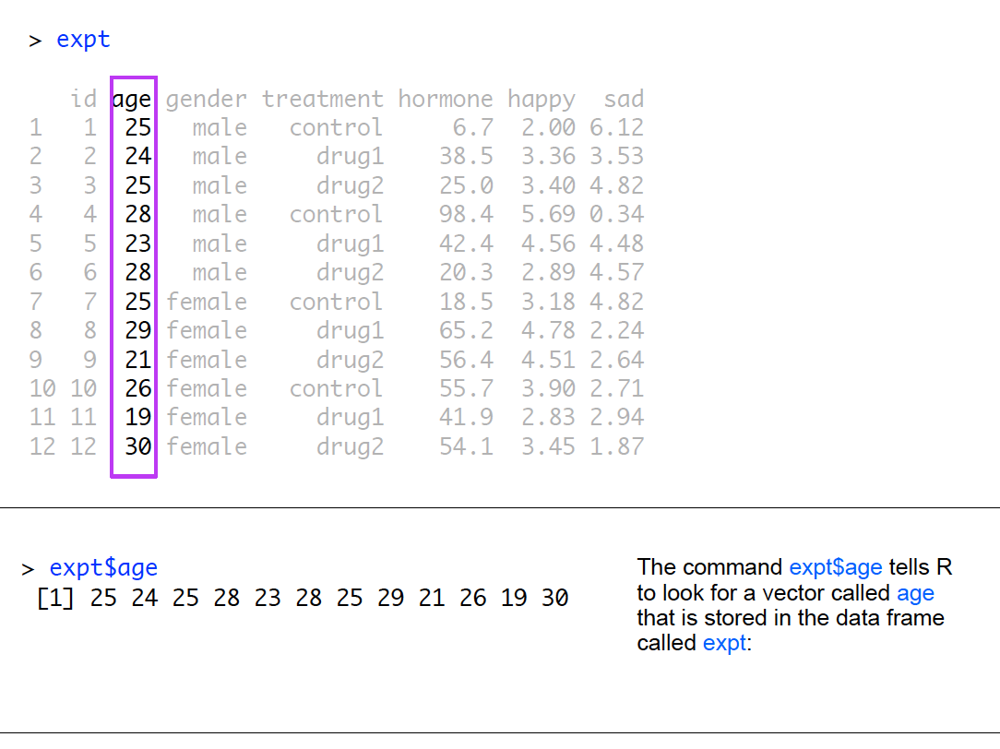 > expt
id age gender treatment hormone happy sad
1 1 25 male control 6.7 2.00 6.12
2 2 24 male drug1 38.5 3.36 3.53
3 3 25 male drug2 25.0 3.40 4.82
4 4 28 male control 98.4 5.69 0.34
5 5 23 male drug1 42.4 4.56 4.48
6 6 28 male drug2 20.3 2.89 4.57
7 7 25 female control 18.5 3.18 4.82
8 8 29 female drug1 65.2 4.78 2.24
9 9 21 female drug2 56.4 4.51 2.64
10 10 26 female control 55.7 3.90 2.71
11 11 19 female drug1 41.9 2.83 2.94
12 12 30 female drug2 54.1 3.45 1.87
> expt$age
[1] 25 24 25 28 23 28 25 29 21 26 19 30
The command expt$age tells R
to look for a vector called age
that is stored in the data frame
called expt: